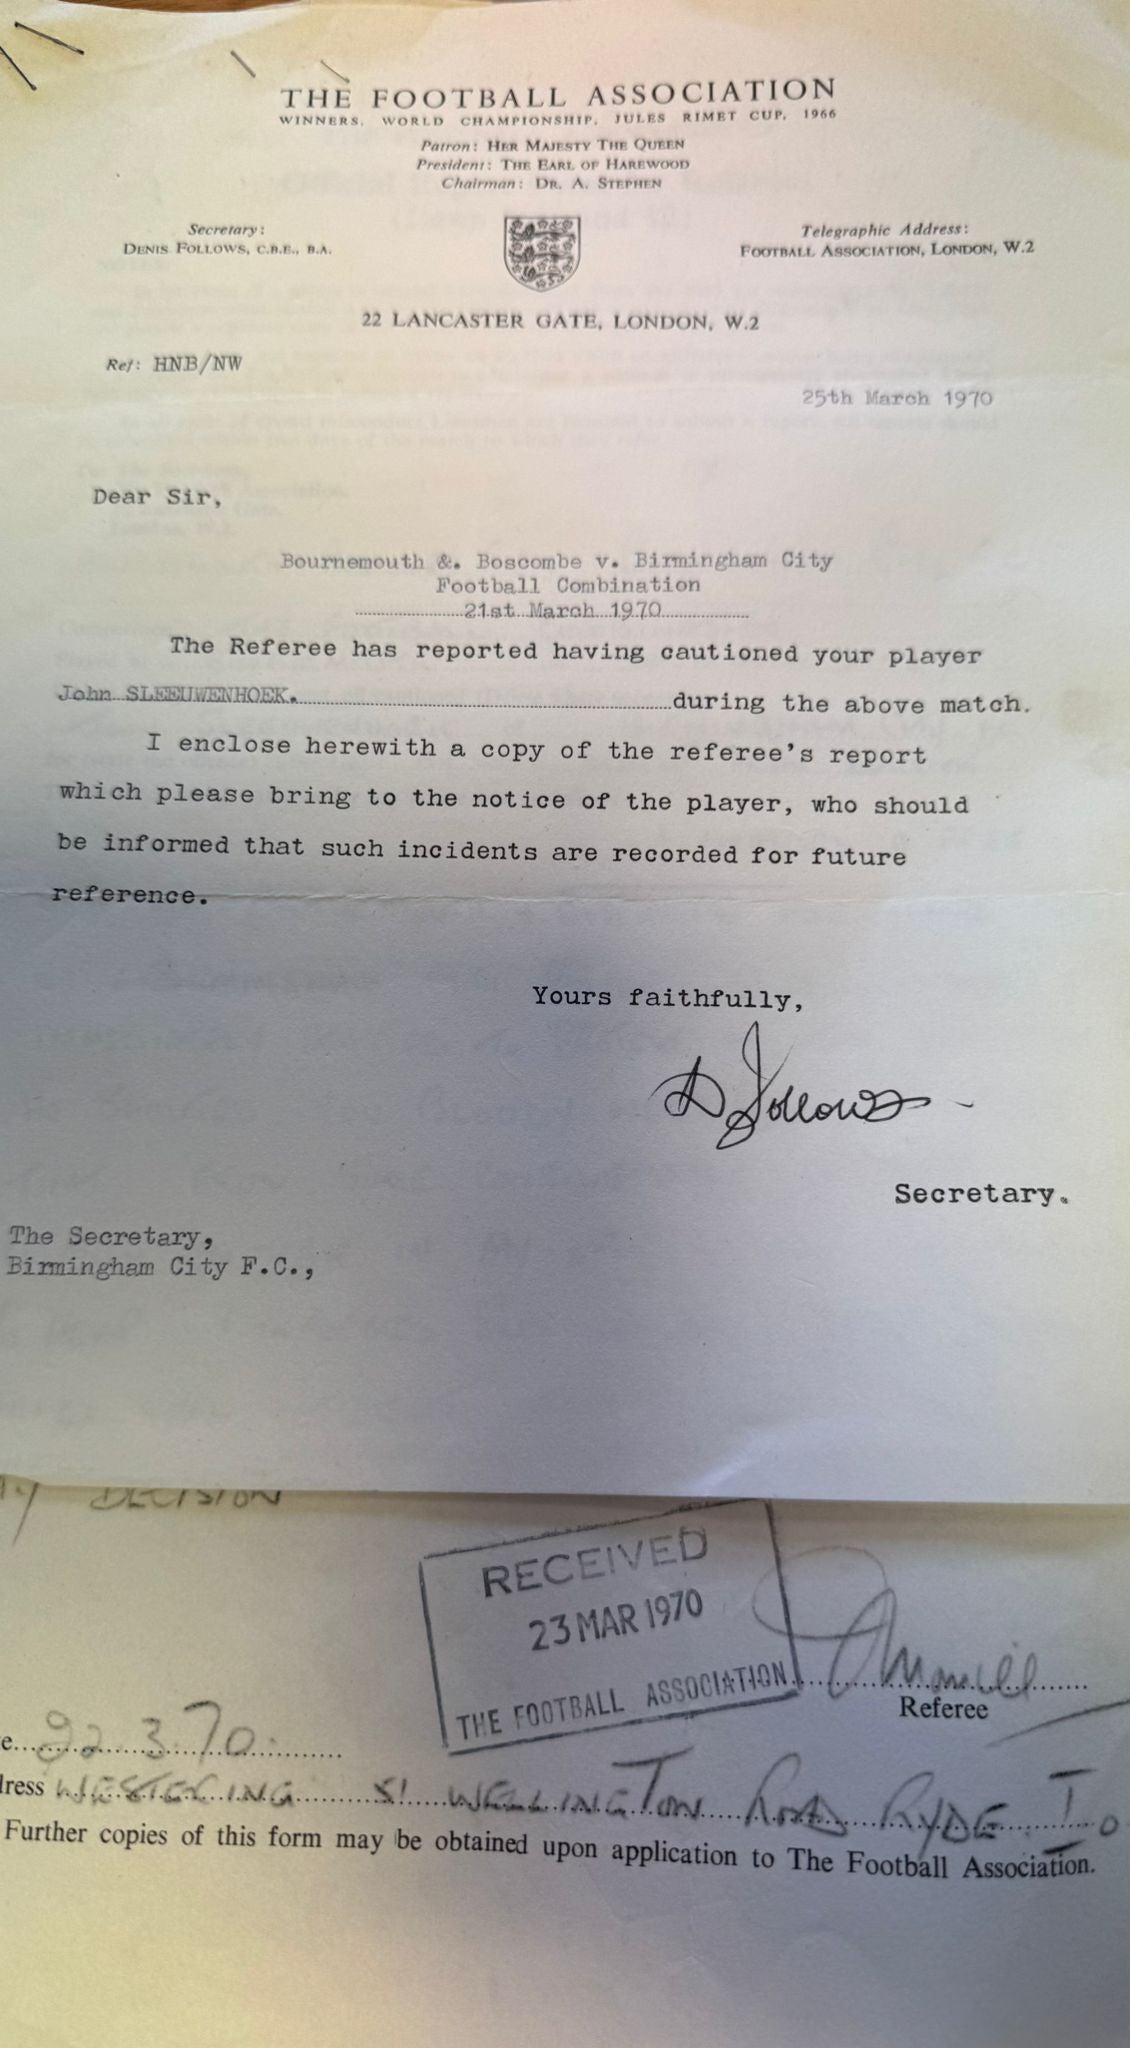 THE FOOTBALL ASSOCIATION
WINNERS, WORLD CHAMPIONSHIP, JULES RIMET CUP, 1966
Patron: HER MAJESTY THE QUEEN
President: THE EARL OF HAREWOOD
Chairman: DR. A. STEPHEN
Secretary:
DENIS FOLLOWS, C.B.E., B.A.
Telegraphic Address:
FOOTBALL ASSOCIATION, LONDON, W.2
22 LANCASTER GATE, LONDON, W.2
Ref: HNB/NW
25th March 1970
Dear Sir,
Bournemouth &. Boscombe v. Birmingham City
Football Combination
21st March 1970
The Referee has reported having cautioned your player
John SLEEUWENHOEK. during the above match.
I enclose herewith a copy of the referee's report
which please bring to the notice of the player, who should
be informed that such incidents are recorded for future
reference.
Yours faithfully,
D Follows
Secretary.
The Secretary,
Birmingham City F.C.,
DECISION
RECEIVED
23 MAR 1970
THE FOOTBALL ASSOCIATION
Referee
22.3.70
WESTERING 51 WELLINGTON ROAD RYDE I O
Further copies of this form may be obtained upon application to The Football Association.